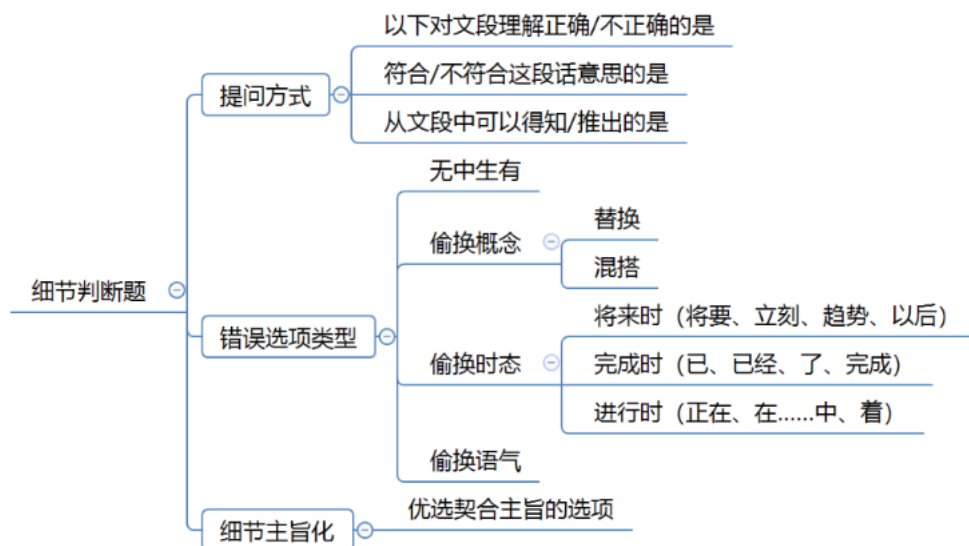 以下对文段理解正确/不正确的是
提问方式
符合/不符合这段话意思的是
从文段中可以得知/推出的是
无中生有
替换
偷换概念
混搭
细节判断题
错误选项类型
将来时（将要、立刻、趋势、以后）
偷换时态
完成时（已、已经、了、完成）
进行时（正在、在……中、着）
偷换语气
细节主旨化
优选契合主旨的选项